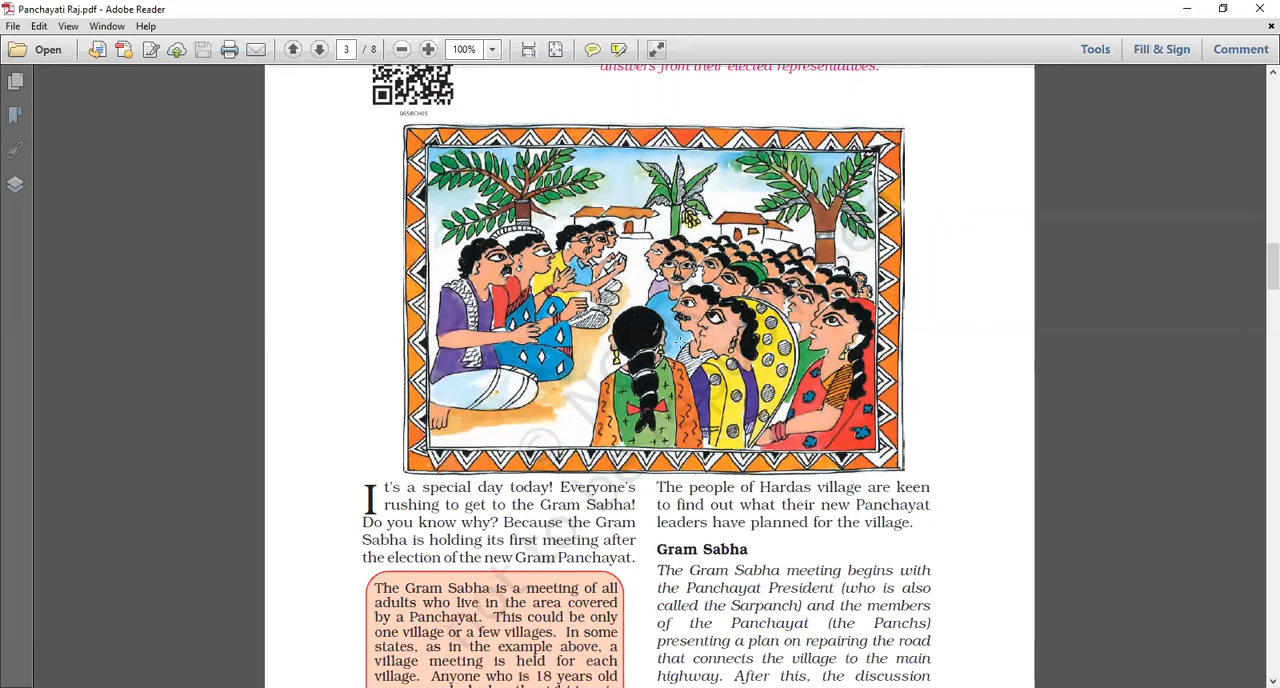 Panchayati Raj.pdf - Adobe Reader
File Edit View Window Help
Open 3 / 8 100% Tools Fill & Sign Comment
answers from their elected representatives.
0658CH05
It's a special day today! Everyone's
rushing to get to the Gram Sabha!
Do you know why? Because the Gram
Sabha is holding its first meeting after
the election of the new Gram Panchayat.
The Gram Sabha is a meeting of all
adults who live in the area covered
by a Panchayat. This could be only
one village or a few villages. In some
states, as in the example above, a
village meeting is held for each
village. Anyone who is 18 years old
The people of Hardas village are keen
to find out what their new Panchayat
leaders have planned for the village.
Gram Sabha
The Gram Sabha meeting begins with
the Panchayat President (who is also
called the Sarpanch) and the members
of the Panchayat (the Panchs)
presenting a plan on repairing the road
that connects the village to the main
highway. After this, the discussion